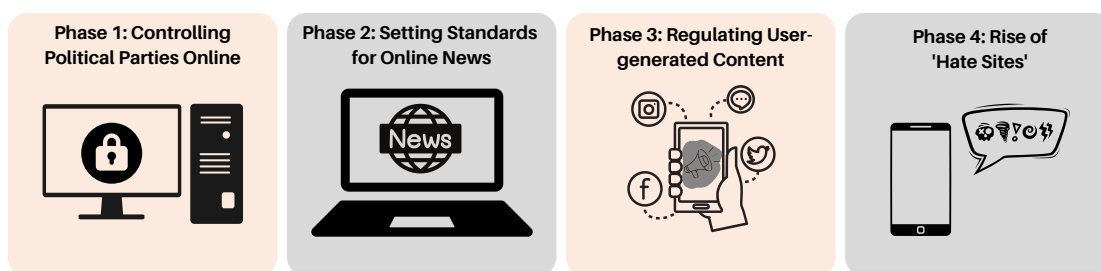 Phase 1: Controlling
Political Parties Online
Phase 2: Setting Standards
for Online News
News
Phase 3: Regulating User-
generated Content
f
Phase 4: Rise of
'Hate Sites'